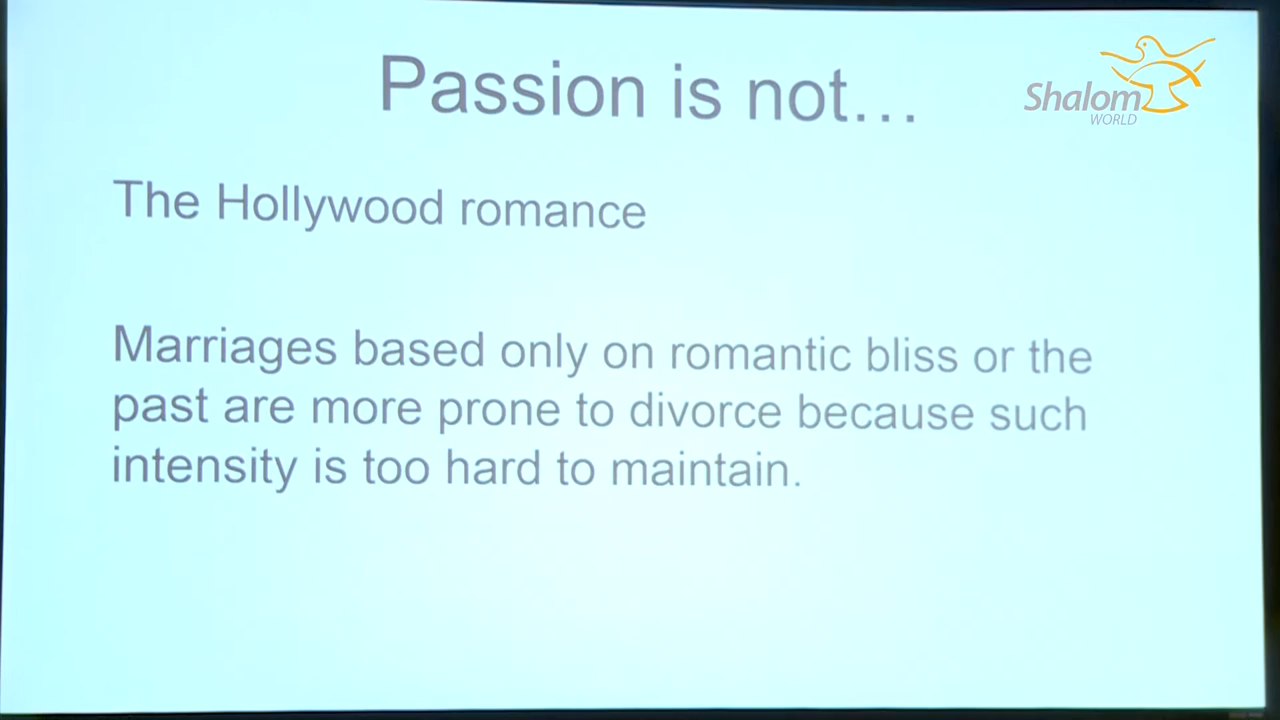 Passion is not…
Shalom
WORLD
The Hollywood romance
Marriages based only on romantic bliss or the
past are more prone to divorce because such
intensity is too hard to maintain.